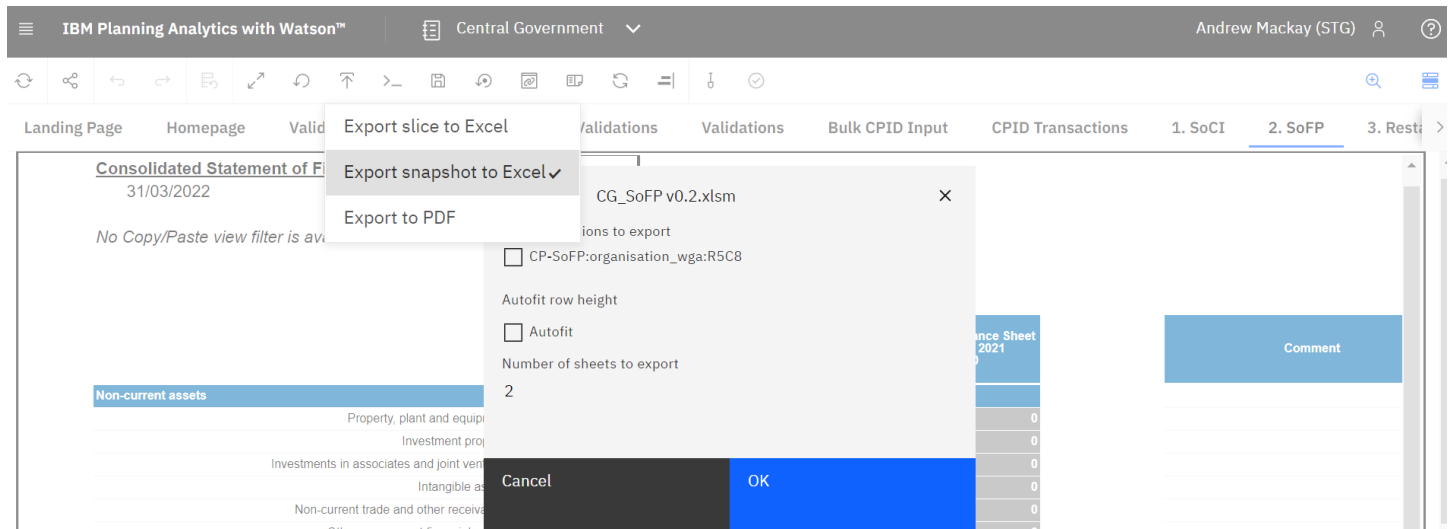 IBM Planning Analytics with Watson™
Central Government
Andrew Mackay (STG)
Landing Page
Homepage
Valid
Validations
Validations
Bulk CPID Input
CPID Transactions
1. SoCI
2. SoFP
3. Resta
Export slice to Excel
Export snapshot to Excel
Export to PDF
Consolidated Statement of Fi
31/03/2022
No Copy/Paste view filter is ava
CG_SoFP v0.2.xlsm
ions to export
CP-SoFP:organisation_wga:R5C8
Autofit row height
Autofit
Number of sheets to export
2
Cancel
OK
ance Sheet
2021
Comment
Non-current assets
Property, plant and equip
0
Investment prop
0
Investments in associates and joint vent
0
Intangible as
0
Non-current trade and other receiva
0